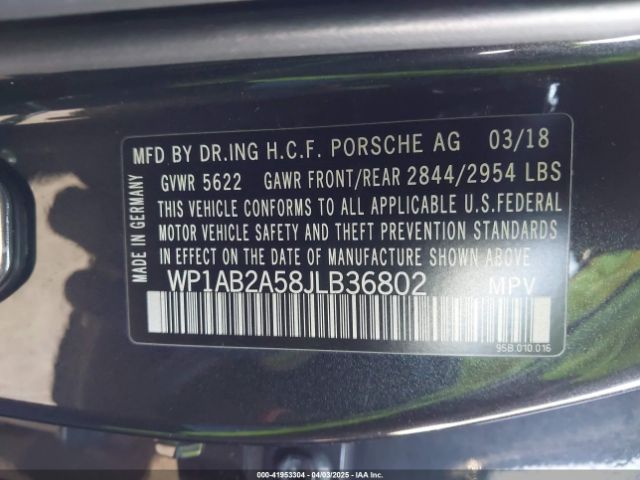 MFD BY DR.ING H.C.F. PORSCHE AG 03/18
GVWR 5622 GAWR FRONT/REAR 2844/2954 LBS
THIS VEHICLE CONFORMS TO ALL APPLICABLE U.S.FEDERAL
MOTOR VEHICLE SAFETY AND THEFT PREVENTION STANDARDS
IN EFFECT ON THE DATE OF MANUFACTURE SHOWN ABOVE.
WP1AB2A58JLB36802 MPV
MADE IN GERMANY
95B.010.016
000-41953304 - 04/03/2025 - IAAI.COM